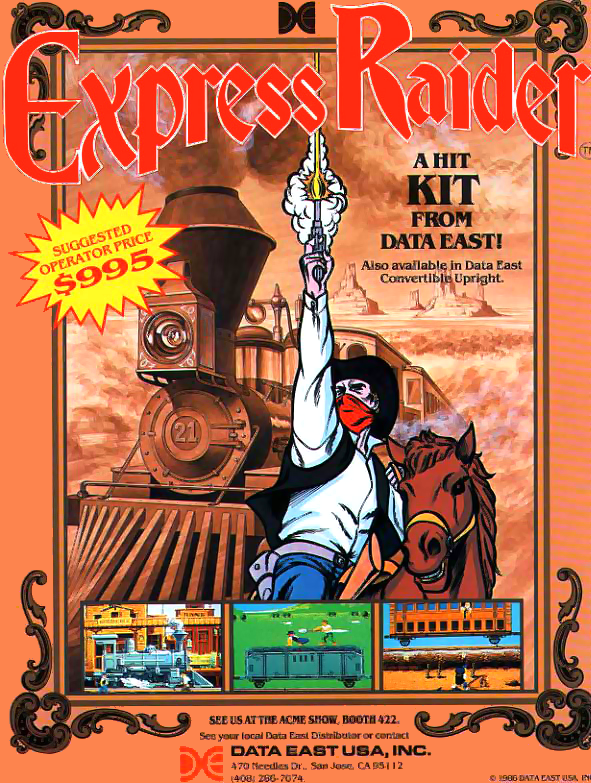 Express Raider
TM
A HIT
KIT
FROM
DATA EAST!
Also available in Data East
Convertible Upright.
SUGGESTED
OPERATOR PRICE
$995
21
SEE US AT THE ACME SHOW, BOOTH 422.
See your local Data East Distributor or contact
DATA EAST USA, INC.
470 Needles Dr., San Jose, CA 95112
(408) 286-7074
© 1986 DATA EAST USA, INC